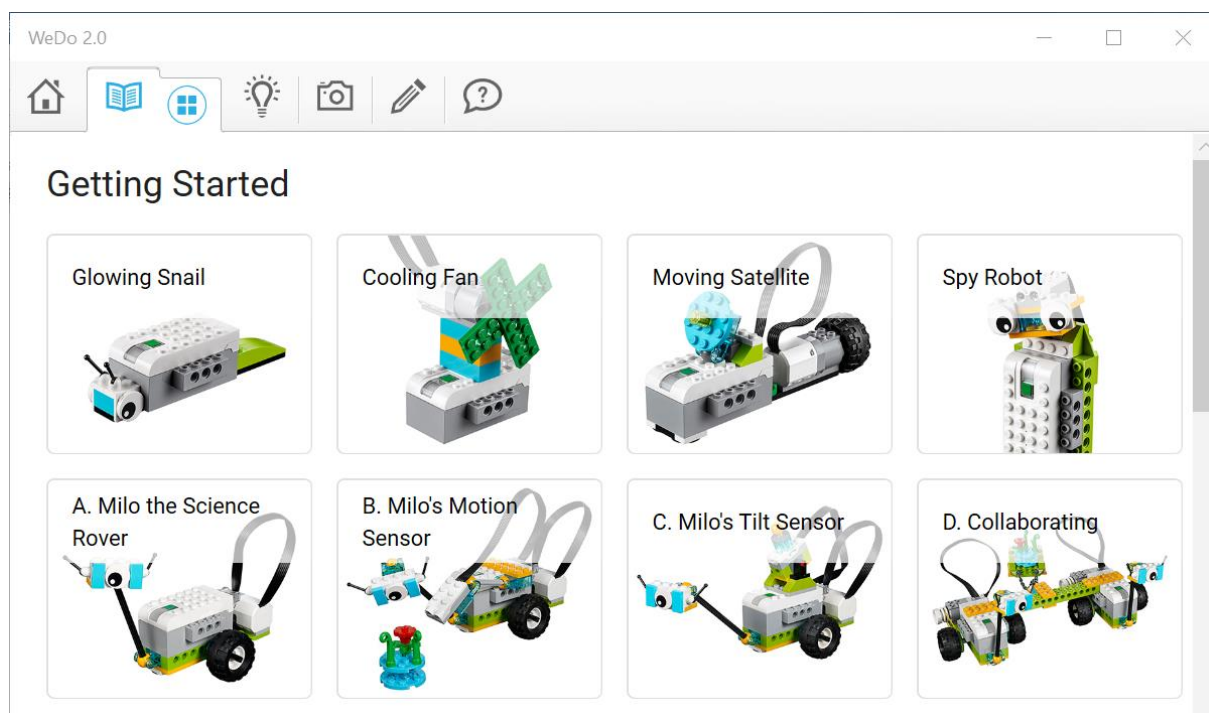 WeDo 2.0
Getting Started
Glowing Snail
Cooling Fan
Moving Satellite
Spy Robot
A. Milo the Science
Rover
B. Milo's Motion
Sensor
C. Milo's Tilt Sensor
D. Collaborating